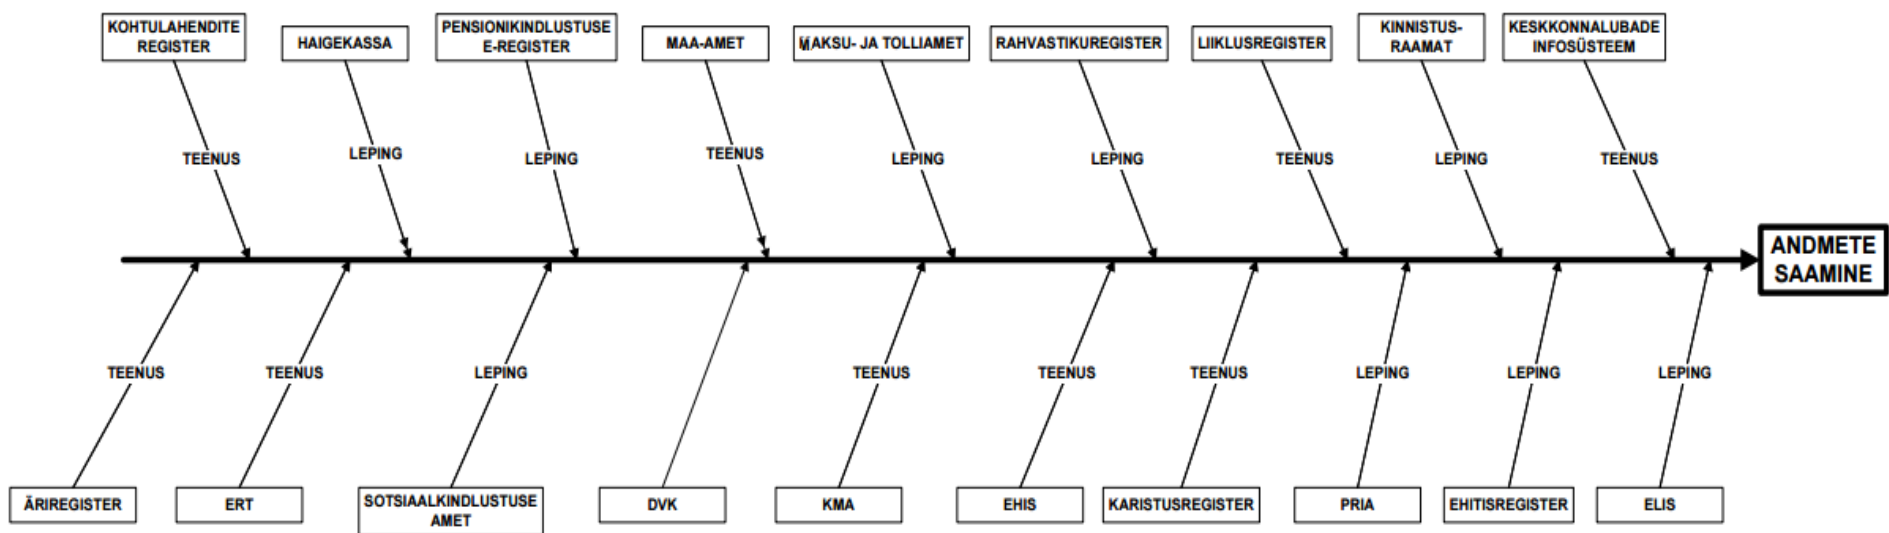 KOHTULAHENDITE
REGISTER
HAIGEKASSA
PENSIONIKINDLUSTUSE
E-REGISTER
MAA-AMET
MAKSU- JA TOLLIAMET
RAHVASTIKUREGISTER
LIIKLUSREGISTER
KINNISTUS-
RAAMAT
KESKKONNALUBADE
INFOSÜSTEEM
TEENUS
LEPING
LEPING
TEENUS
LEPING
LEPING
TEENUS
LEPING
TEENUS
ANDMETE
SAAMINE
TEENUS
TEENUS
LEPING
TEENUS
TEENUS
TEENUS
LEPING
LEPING
LEPING
ÄRIREGISTER
ERT
SOTSIAALKINDLUSTUSE
AMET
DVK
KMA
EHIS
KARISTUSREGISTER
PRIA
EHITISREGISTER
ELIS